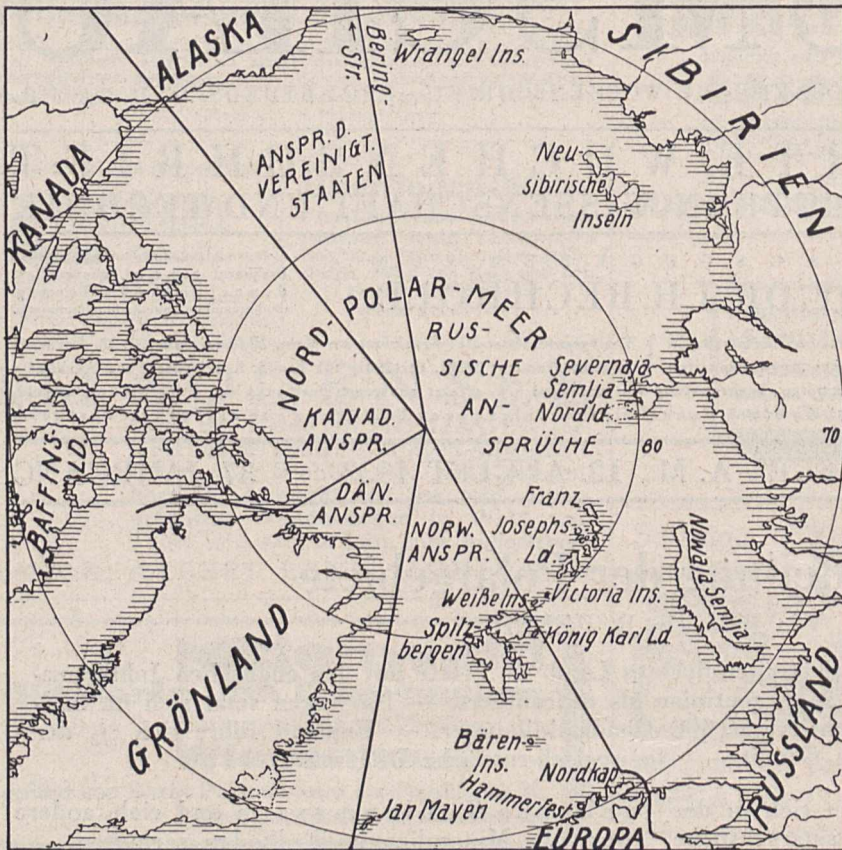 ALASKA
Bering-
← Str.
Wrangel Ins.
SIBIRIEN
ANSPR. D.
VEREINIGT.
STAATEN
Neu-
sibirische
Inseln
KANADA
NORD-POLAR-MEER
RUS-
SISCHE
AN-
SPRÜCHE
Severnaja
Semlja
Nordld.
80
70
KANAD.
ANSPR.
BAFFINS-
LD.
DÄN.
ANSPR.
NORW.
ANSPR.
Franz
Josephs
Ld
Nowaja Semlja
Weiße Ins.
Victoria Ins.
Spitz
bergen
König Karl Ld.
GRÖNLAND
Bären-
Ins.
Nordkap
Hammerfest
Jan Mayen
EUROPA
RUSSLAND